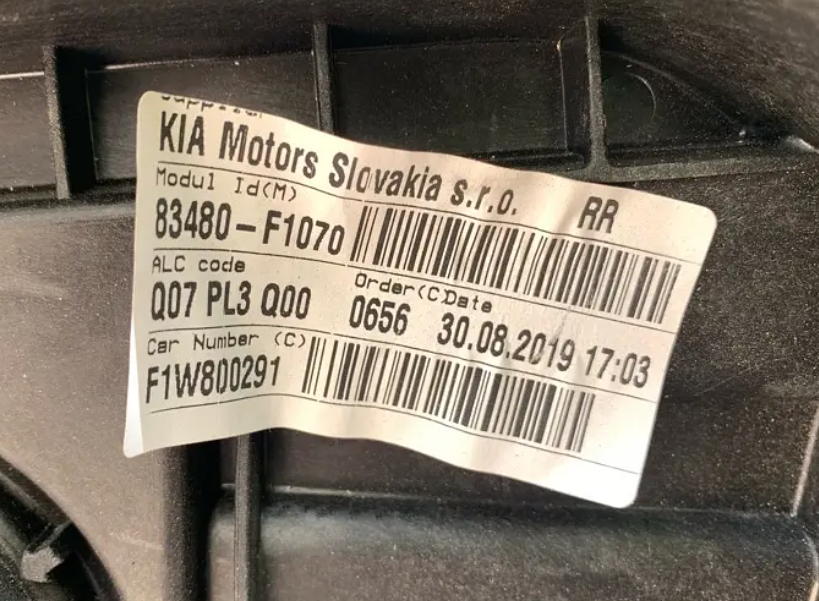 Supplier
KIA Motors Slovakia s.r.o. RR
Modul Id(M)
83480-F1070
ALC code Order(C)Date
Q07 PL3 Q00 0656 30.08.2019 17:03
Car Number (C)
F1W800291